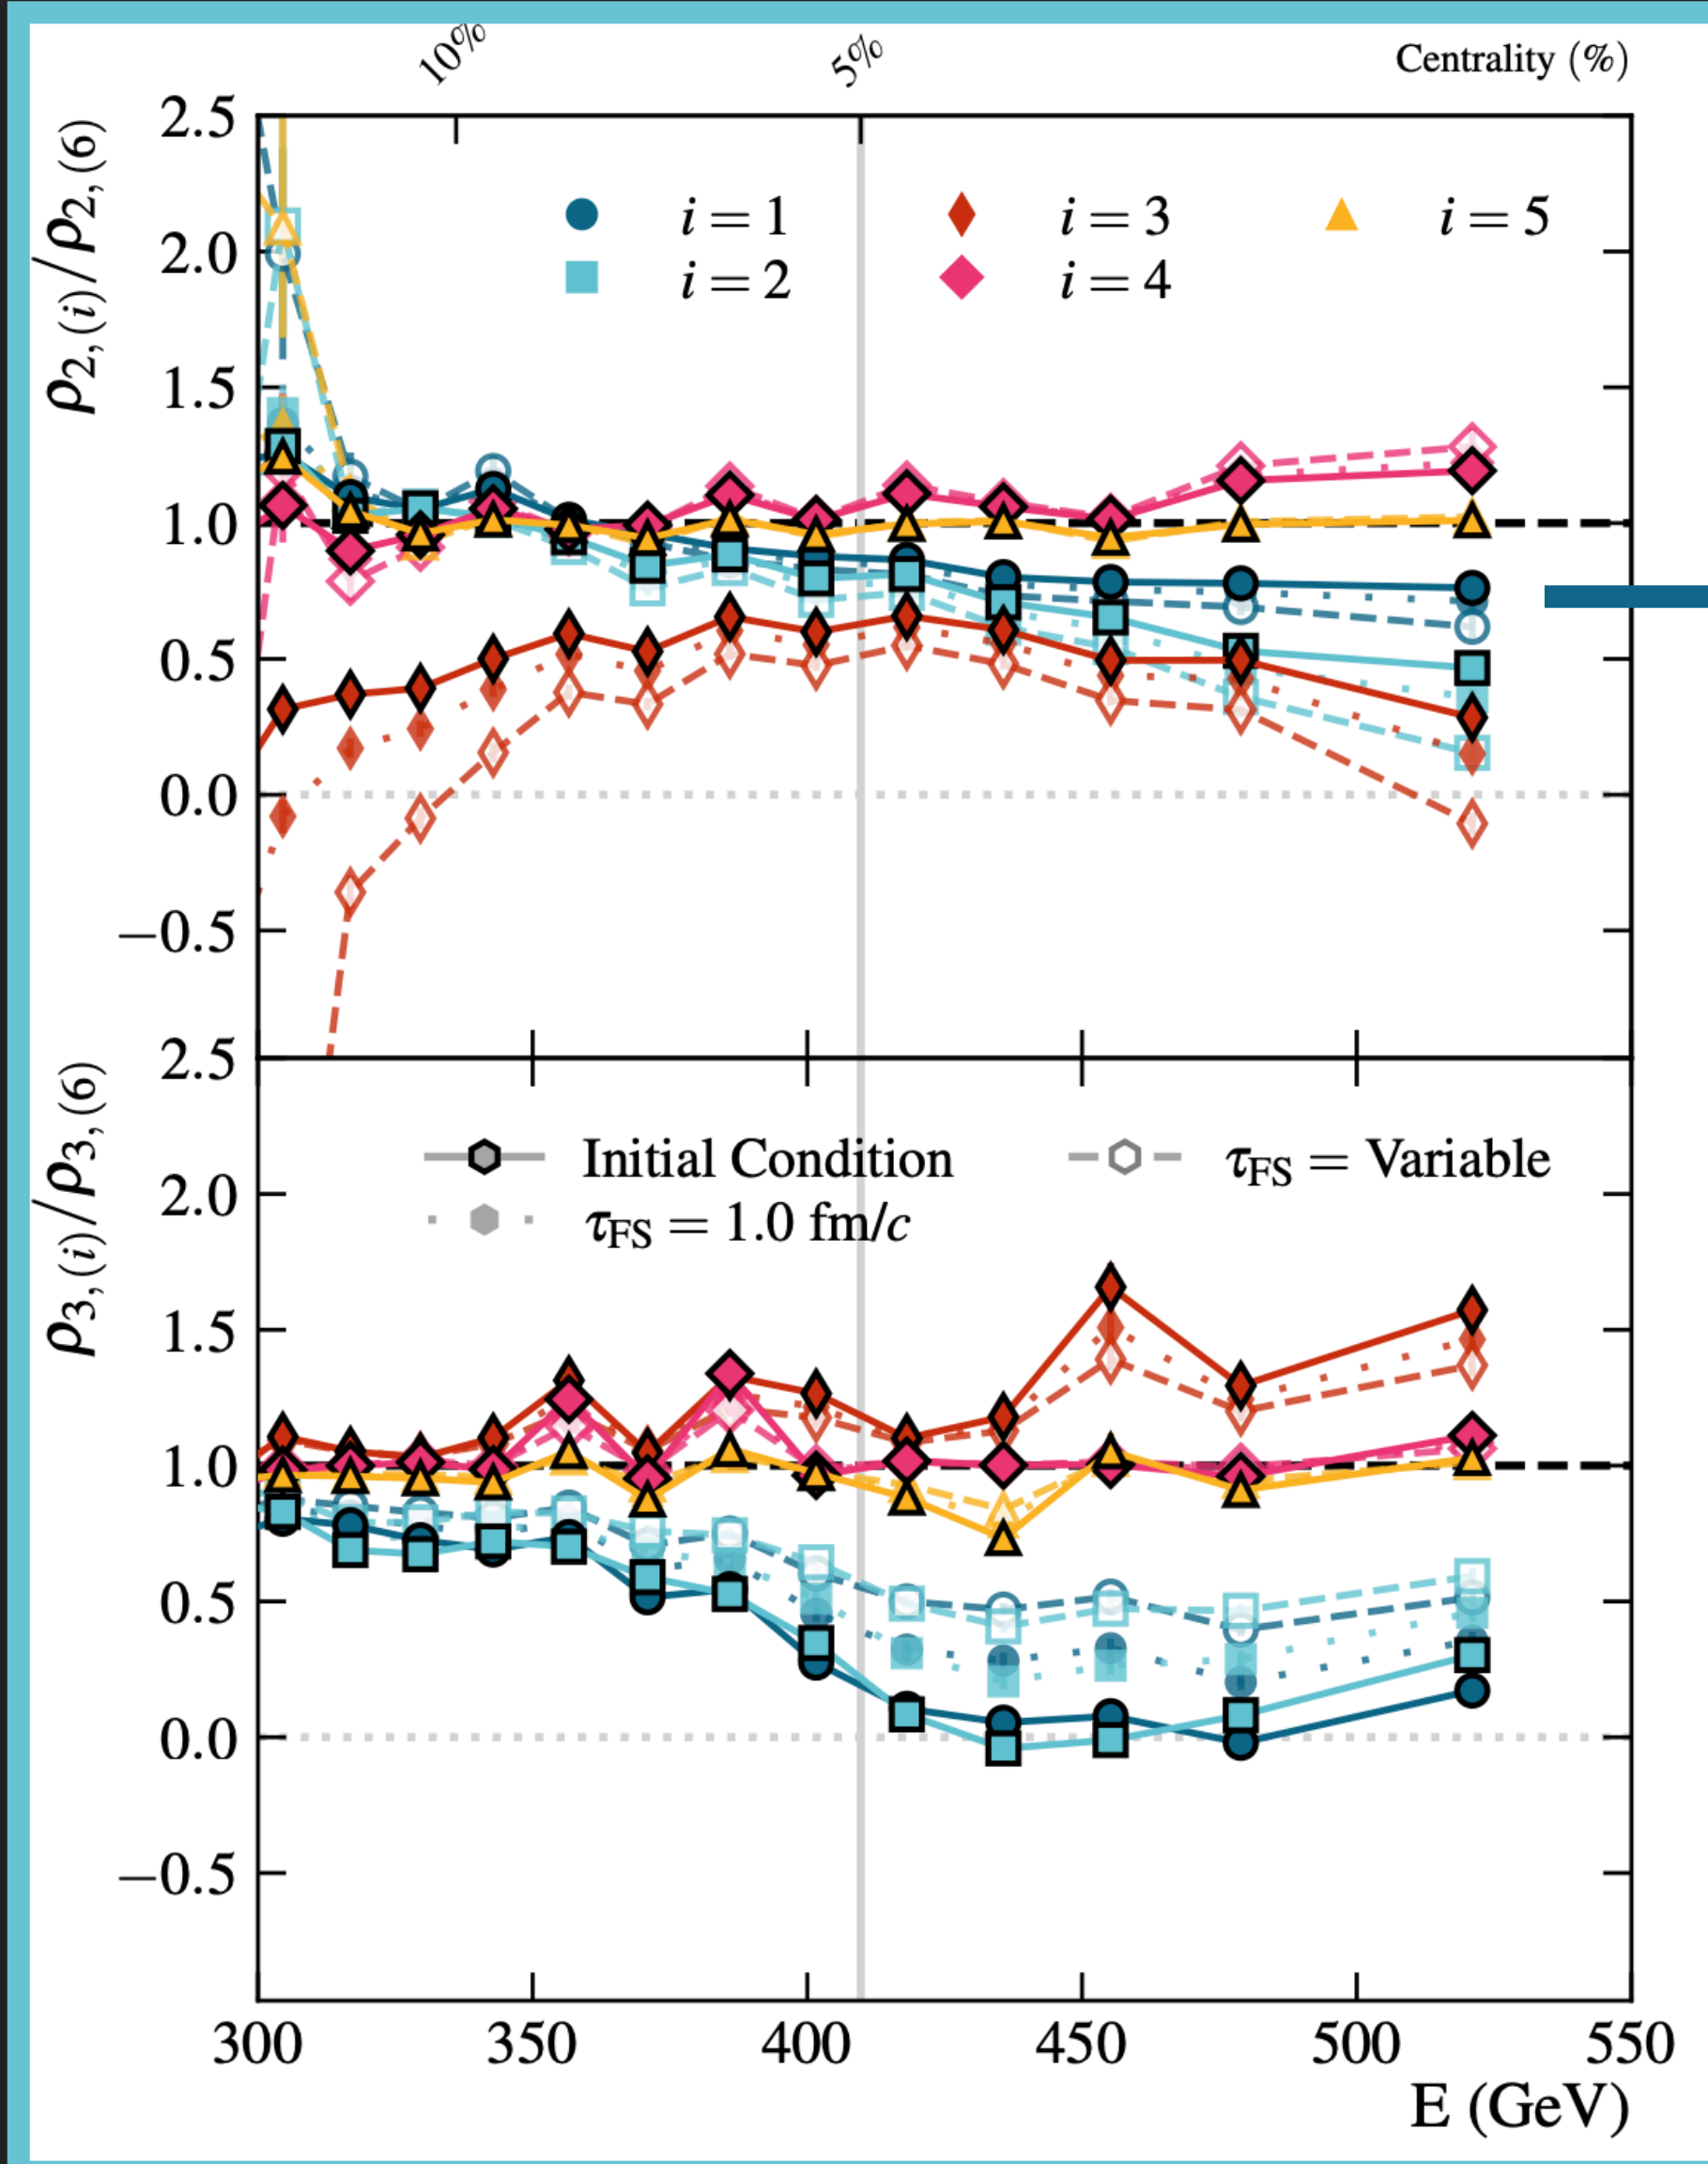 10% 5% Centrality (%)
2.5
ρ2,(i)/ρ2,(6)
i = 1 i = 3 i = 5
2.0
i = 2 i = 4
1.5
1.0
0.5
0.0
−0.5
2.5
ρ3,(i)/ρ3,(6)
Initial Condition τFS = Variable
2.0
τFS = 1.0 fm/c
1.5
1.0
0.5
0.0
−0.5
300 350 400 450 500 550
E (GeV)